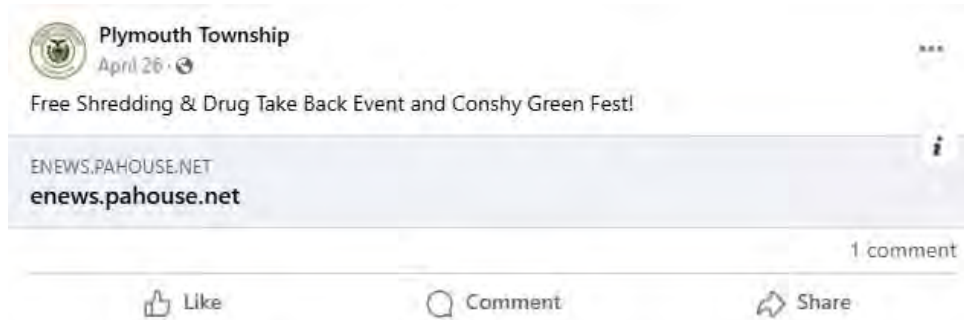 Plymouth Township
April 26 ·
...
Free Shredding & Drug Take Back Event and Conshy Green Fest!
i
ENEWS.PAHOUSE.NET
enews.pahouse.net
1 comment
Like Comment Share